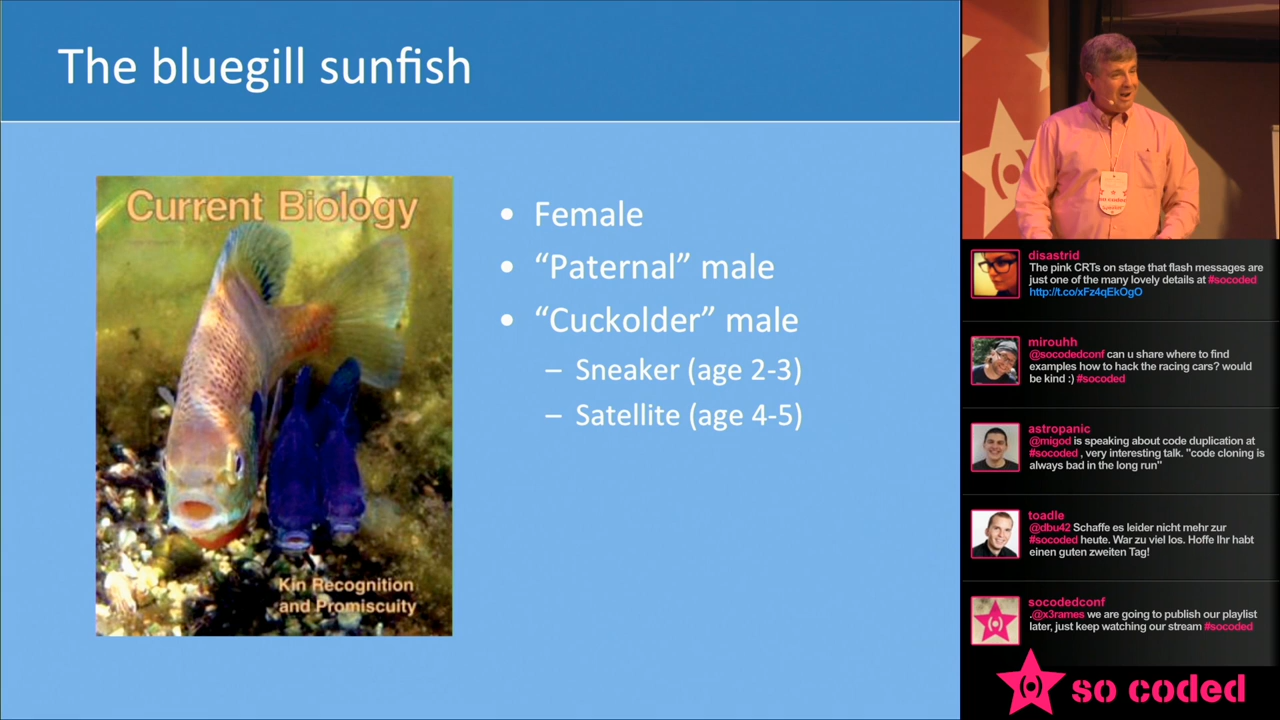 The bluegill sunfish
Current Biology
Kin Recognition
and Promiscuity
• Female
• “Paternal” male
• “Cuckolder” male
– Sneaker (age 2-3)
– Satellite (age 4-5)
so coded
disastrid
The pink CRTs on stage that flash messages are
just one of the many lovely details at #socoded
http://t.co/xFz4qEkOgO
mirouhh
@socodedconf can u share where to find
examples how to hack the racing cars? would
be kind :) #socoded
astropanic
@migod is speaking about code duplication at
#socoded , very interesting talk. "code cloning is
always bad in the long run"
toadle
@dbu42 Schaffe es leider nicht mehr zur
#socoded heute. War zu viel los. Hoffe Ihr habt
einen guten zweiten Tag!
socodedconf
.@x3rames we are going to publish our playlist
later, just keep watching our stream #socoded
so coded